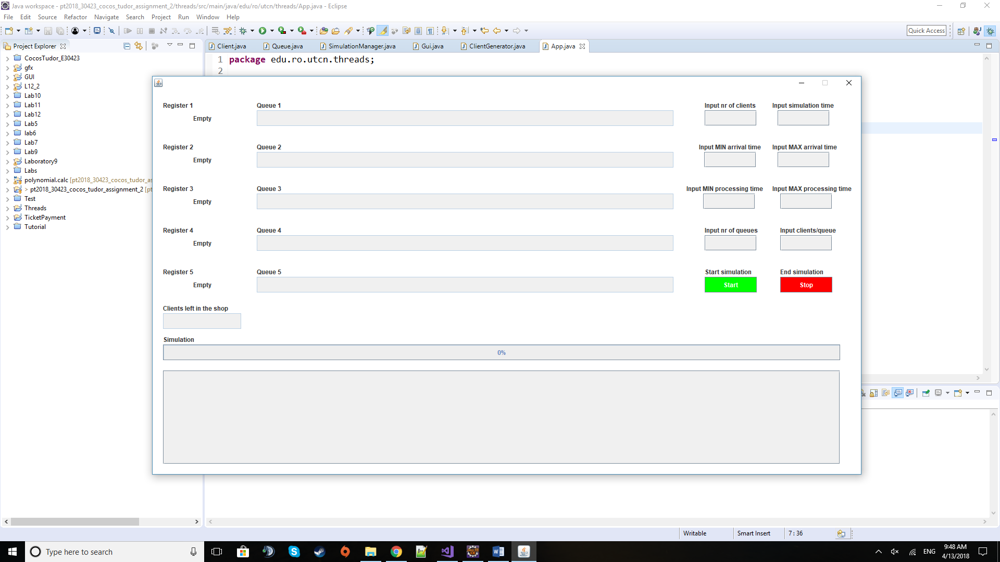 Java workspace - pt2018_30423_cocos_tudor_assignment_2/threads/src/main/java/edu/ro/utcn/threads/App.java - Eclipse
File Edit Source Refactor Navigate Search Project Run Window Help
Quick Access
Project Explorer
Client.java Queue.java SimulationManager.java Gui.java ClientGenerator.java App.java
1 package edu.ro.utcn.threads;
2
CocosTudor_E30423
gfx
GUI
L12_2
Lab10
Lab11
Lab12
Lab5
lab6
Lab7
Lab9
Laboratory9
Labs
polynomial.calc [pt2018_30423_cocos_tudor_as
> pt2018_30423_cocos_tudor_assignment_2 [pt
Test
Threads
TicketPayment
Tutorial
Register 1 Queue 1 Input nr of clients Input simulation time
Empty
Register 2 Queue 2 Input MIN arrival time Input MAX arrival time
Empty
Register 3 Queue 3 Input MIN processing time Input MAX processing time
Empty
Register 4 Queue 4 Input nr of queues Input clients/queue
Empty
Register 5 Queue 5 Start simulation End simulation
Empty Start Stop
Clients left in the shop
Simulation
0%
Writable Smart Insert 7 : 36
Type here to search
ENG
9:48 AM
4/13/2018